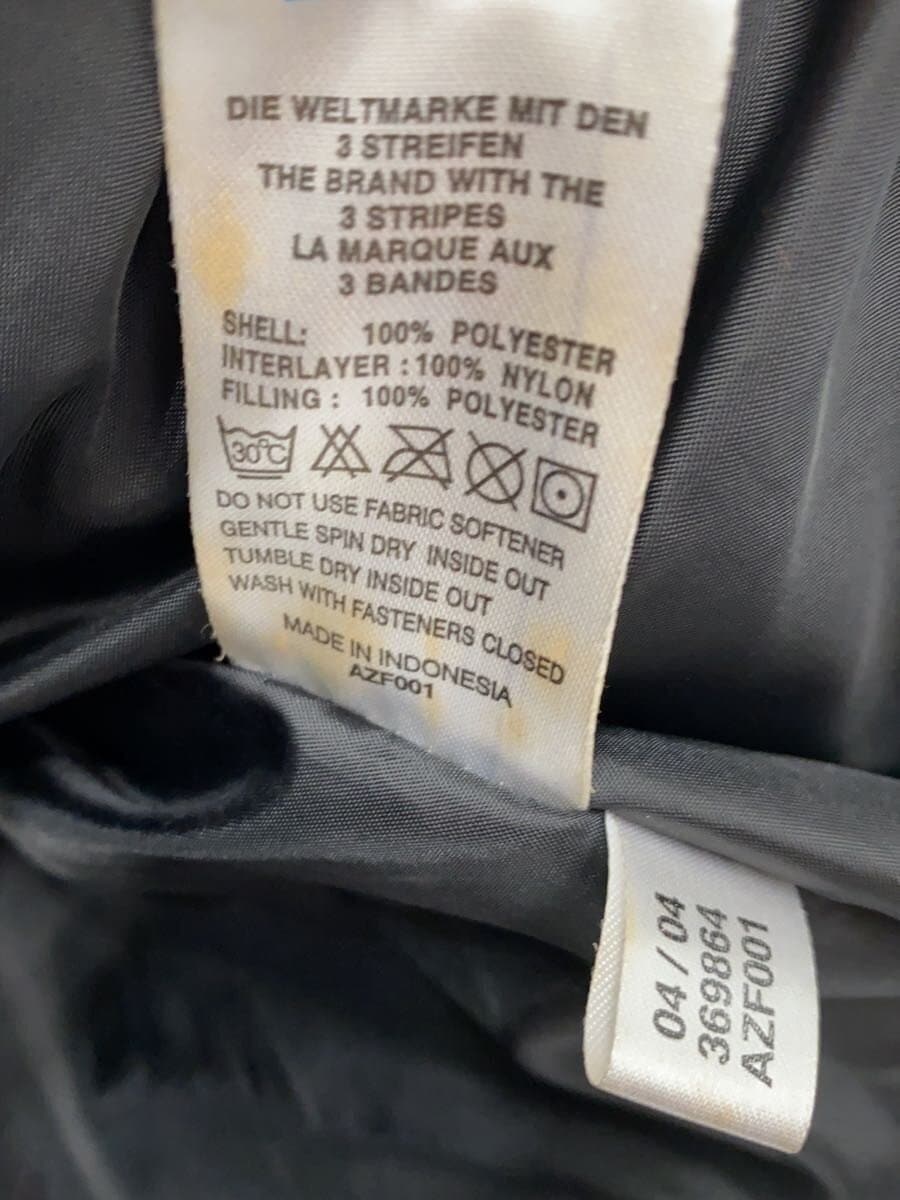 DIE WELTMARKE MIT DEN
3 STREIFEN
THE BRAND WITH THE
3 STRIPES
LA MARQUE AUX
3 BANDES
SHELL: 100% POLYESTER
INTERLAYER : 100% NYLON
FILLING : 100% POLYESTER
30°C
DO NOT USE FABRIC SOFTENER
GENTLE SPIN DRY INSIDE OUT
TUMBLE DRY INSIDE OUT
WASH WITH FASTENERS CLOSED
MADE IN INDONESIA
AZF001
04/04
369864
AZF001